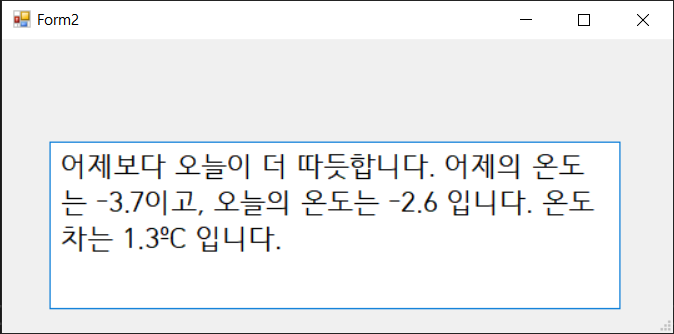 Form2
어제보다 오늘이 더 따듯합니다. 어제의 온도
는 -3.7이고, 오늘의 온도는 -2.6 입니다. 온도
차는 1.3ºC 입니다.